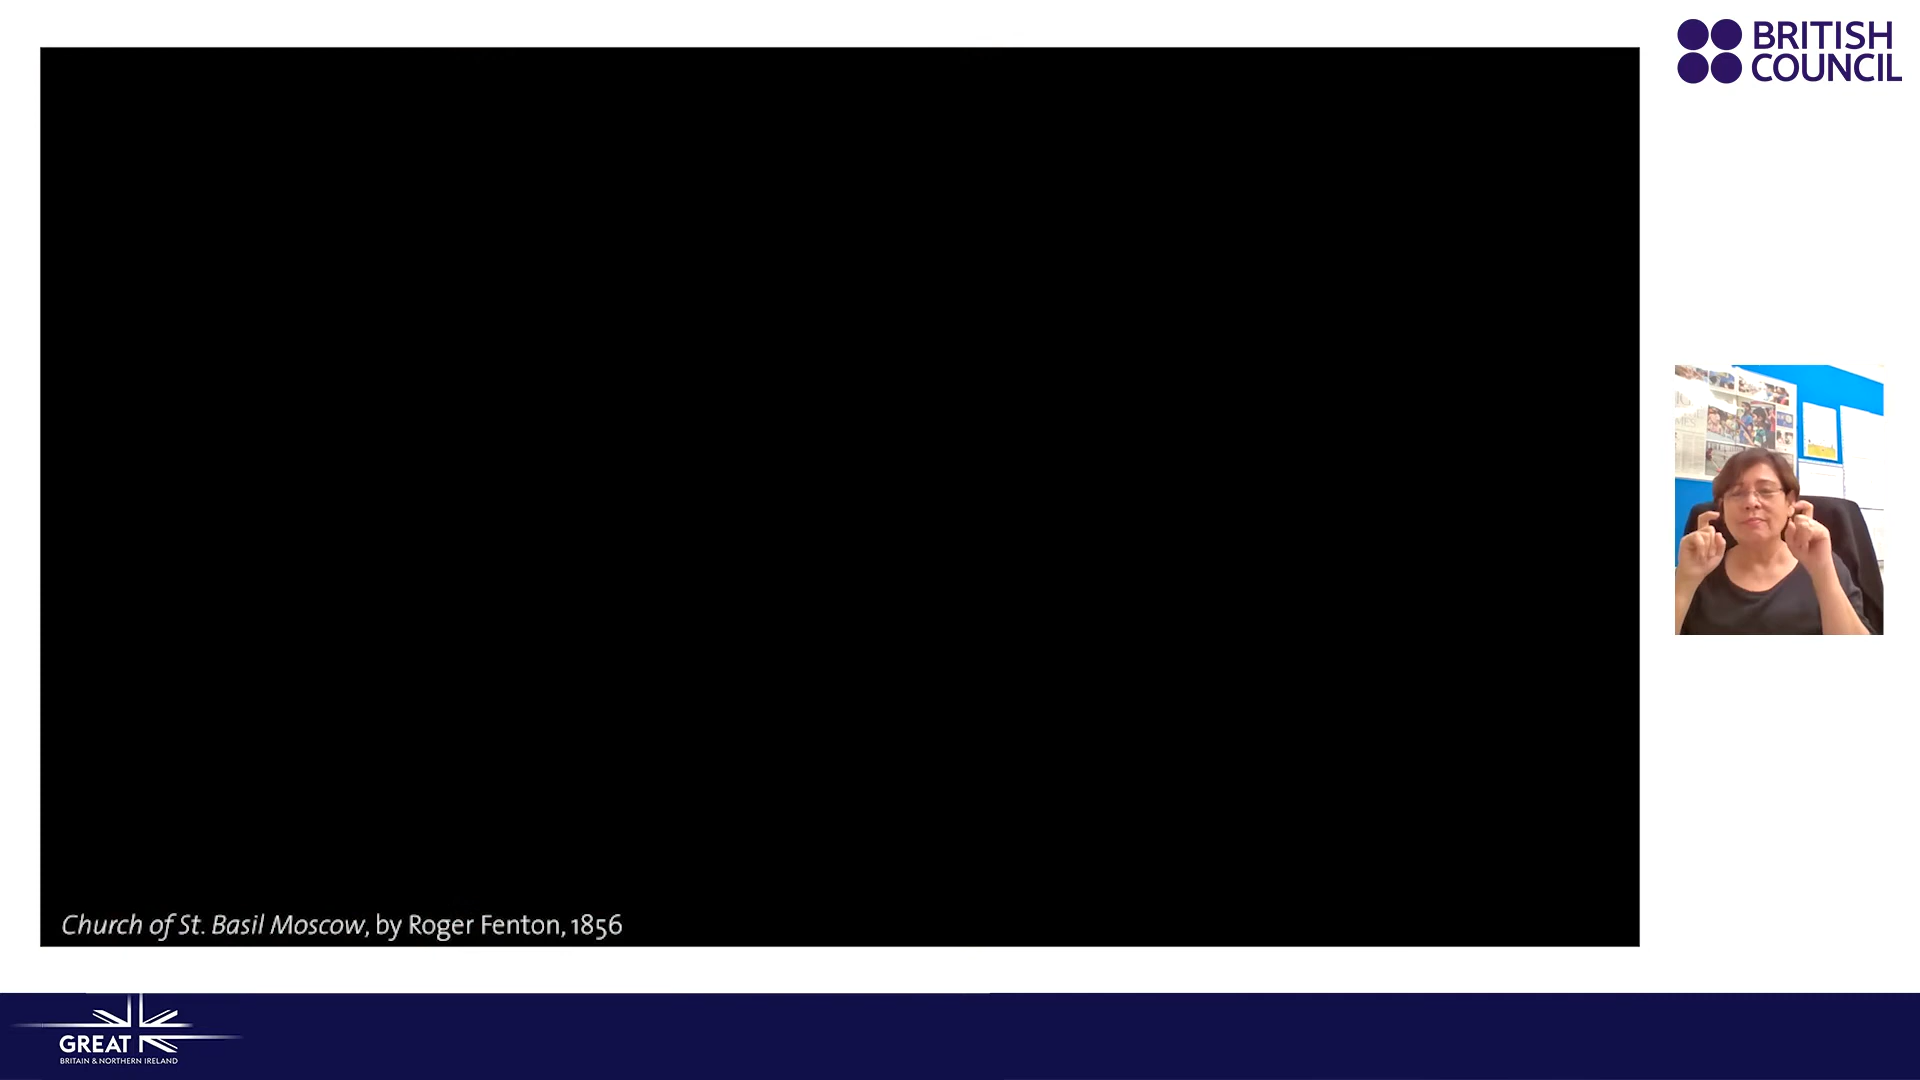 BRITISH
COUNCIL
Church of St. Basil Moscow, by Roger Fenton, 1856
GREAT
BRITAIN & NORTHERN IRELAND